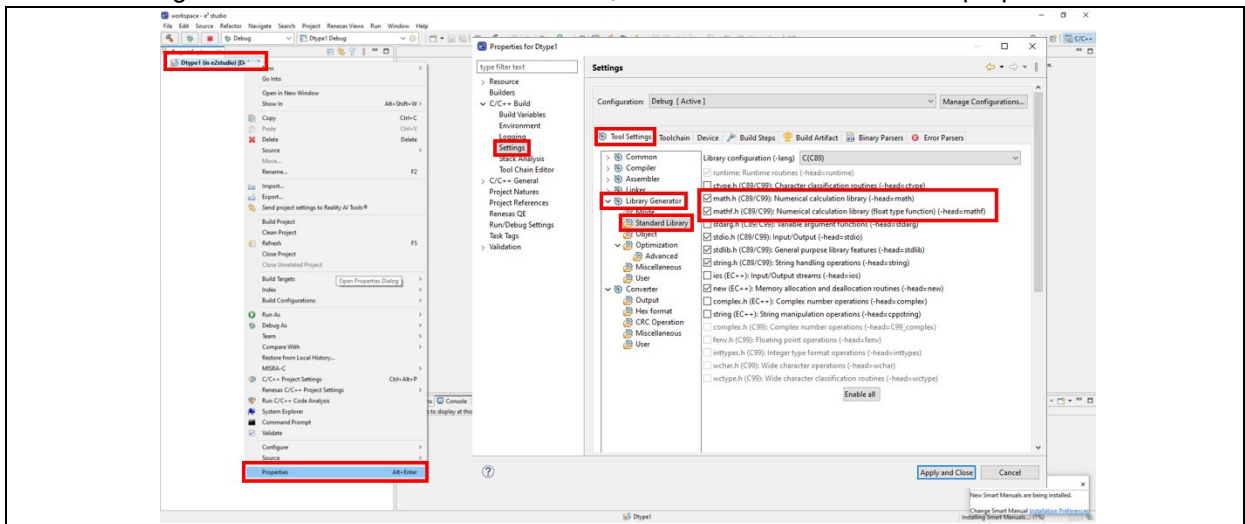 workspace - e² studio
File Edit Source Refactor Navigate Search Project Renesas Views Run Window Help
Debug
Dtype1 Debug
C/C++
Dtype1 (in e2studio)
New
Go Into
Open in New Window
Show In Alt+Shift+W >
Copy Ctrl+C
Paste Ctrl+V
Delete Delete
Source
Move...
Rename... F2
Import...
Export...
Send project settings to Reality AI Tools®
Build Project
Clean Project
Refresh F5
Close Project
Close Unrelated Project
Build Targets
Open Properties Dialog
Index
Build Configurations
Run As
Debug As
Team
Compare With
Restore from Local History...
MISRA-C
C/C++ Project Settings Ctrl+Alt+P
Renesas C/C++ Project Settings
Run C/C++ Code Analysis
System Explorer
Command Prompt
Validate
Configure
Source
Properties Alt+Enter
Console
to display at this
Properties for Dtype1
type filter text
Resource
Builders
C/C++ Build
Build Variables
Environment
Logging
Settings
Stack Analysis
Tool Chain Editor
C/C++ General
Project Natures
Project References
Renesas QE
Run/Debug Settings
Task Tags
Validation
Settings
Configuration: Debug [ Active ] Manage Configurations...
Tool Settings Toolchain Device Build Steps Build Artifact Binary Parsers Error Parsers
Common
Compiler
Assembler
Linker
Library Generator
Mode
Standard Library
Object
Optimization
Advanced
Miscellaneous
User
Converter
Output
Hex format
CRC Operation
Miscellaneous
User
Library configuration (-lang) C(C89)
runtime: Runtime routines (-head=runtime)
ctype.h (C89/C99): Character classification routines (-head=ctype)
math.h (C89/C99): Numerical calculation library (-head=math)
mathf.h (C89/C99): Numerical calculation library (float type function) (-head=mathf)
stdarg.h (C89/C99): Variable argument functions (-head=stdarg)
stdio.h (C89/C99): Input/Output (-head=stdio)
stdlib.h (C89/C99): General purpose library features (-head=stdlib)
string.h (C89/C99): String handling operations (-head=string)
ios (EC++): Input/Output streams (-head=ios)
new (EC++): Memory allocation and deallocation routines (-head=new)
complex.h (EC++): Complex number operations (-head=complex)
string (EC++): String manipulation operations (-head=cppstring)
complex.h (C99): Complex number operations (-head=C99_complex)
fenv.h (C99): Floating point operations (-head=fenv)
inttypes.h (C99): Integer type format operations (-head=inttypes)
wchar.h (C99): Wide character operations (-head=wchar)
wctype.h (C99): Wide character classification routines (-head=wctype)
Enable all
Apply and Close Cancel
New Smart Manuals are being installed.
Change Smart Manual Installation Preferences
Dtype1
Installing Smart Manuals... (1%)